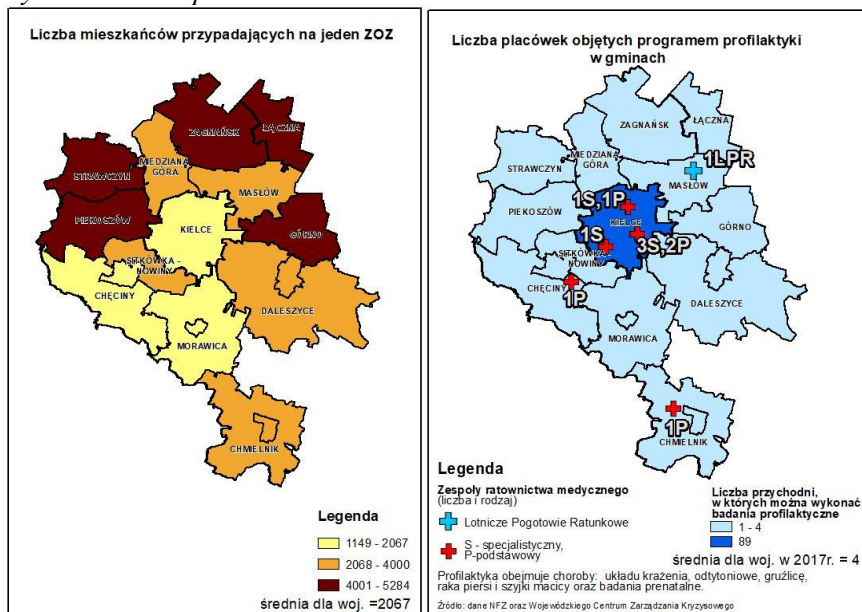 Liczba mieszkańców przypadających na jeden ZOZ
ZAGNAŃSK
ŁĄCZNA
STRAWCZYN
MIEDZIANA
GÓRA
MASŁÓW
PIEKOSZÓW
KIELCE
GÓRNO
SITKÓWKA -
NOWINY
CHĘCINY
DALESZYCE
MORAWICA
CHMIELNIK
Legenda
1149 - 2067
2068 - 4000
4001 - 5284
średnia dla woj. =2067
Liczba placówek objętych programem profilaktyki
w gminach
ZAGNAŃSK
ŁĄCZNA
STRAWCZYN
MIEDZIANA
GÓRA
1LPR
MASŁÓW
PIEKOSZÓW
1S,1P
KIELCE
GÓRNO
1S
3S,2P
SITKÓWKA -
NOWINY
CHĘCINY
1P
DALESZYCE
MORAWICA
1P
CHMIELNIK
Legenda
Zespoły ratownictwa medycznego
(liczba i rodzaj)
Lotnicze Pogotowie Ratunkowe
S - specjalistyczny,
P-podstawowy
Liczba przychodni,
w których można wykonać
badania profilaktyczne
1 - 4
89
średnia dla woj. w 2017r. = 4
Profilaktyka obejmuje choroby: układu krążenia, odtytoniowe, gruźlicę,
raka piersi i szyjki macicy oraz badania prenatalne.
Źródło: dane NFZ oraz Wojewódzkiego Centrum Zarządzania Kryzysowego